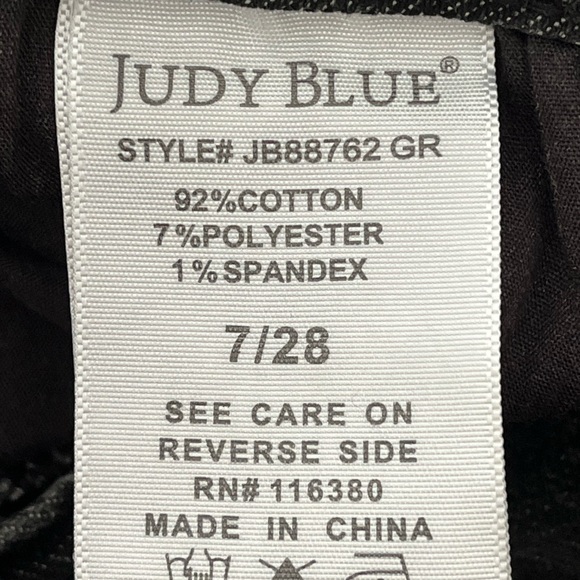 JUDY BLUE®
STYLE# JB88762 GR
92%COTTON
7%POLYESTER
1%SPANDEX
7/28
SEE CARE ON
REVERSE SIDE
RN# 116380
MADE IN CHINA